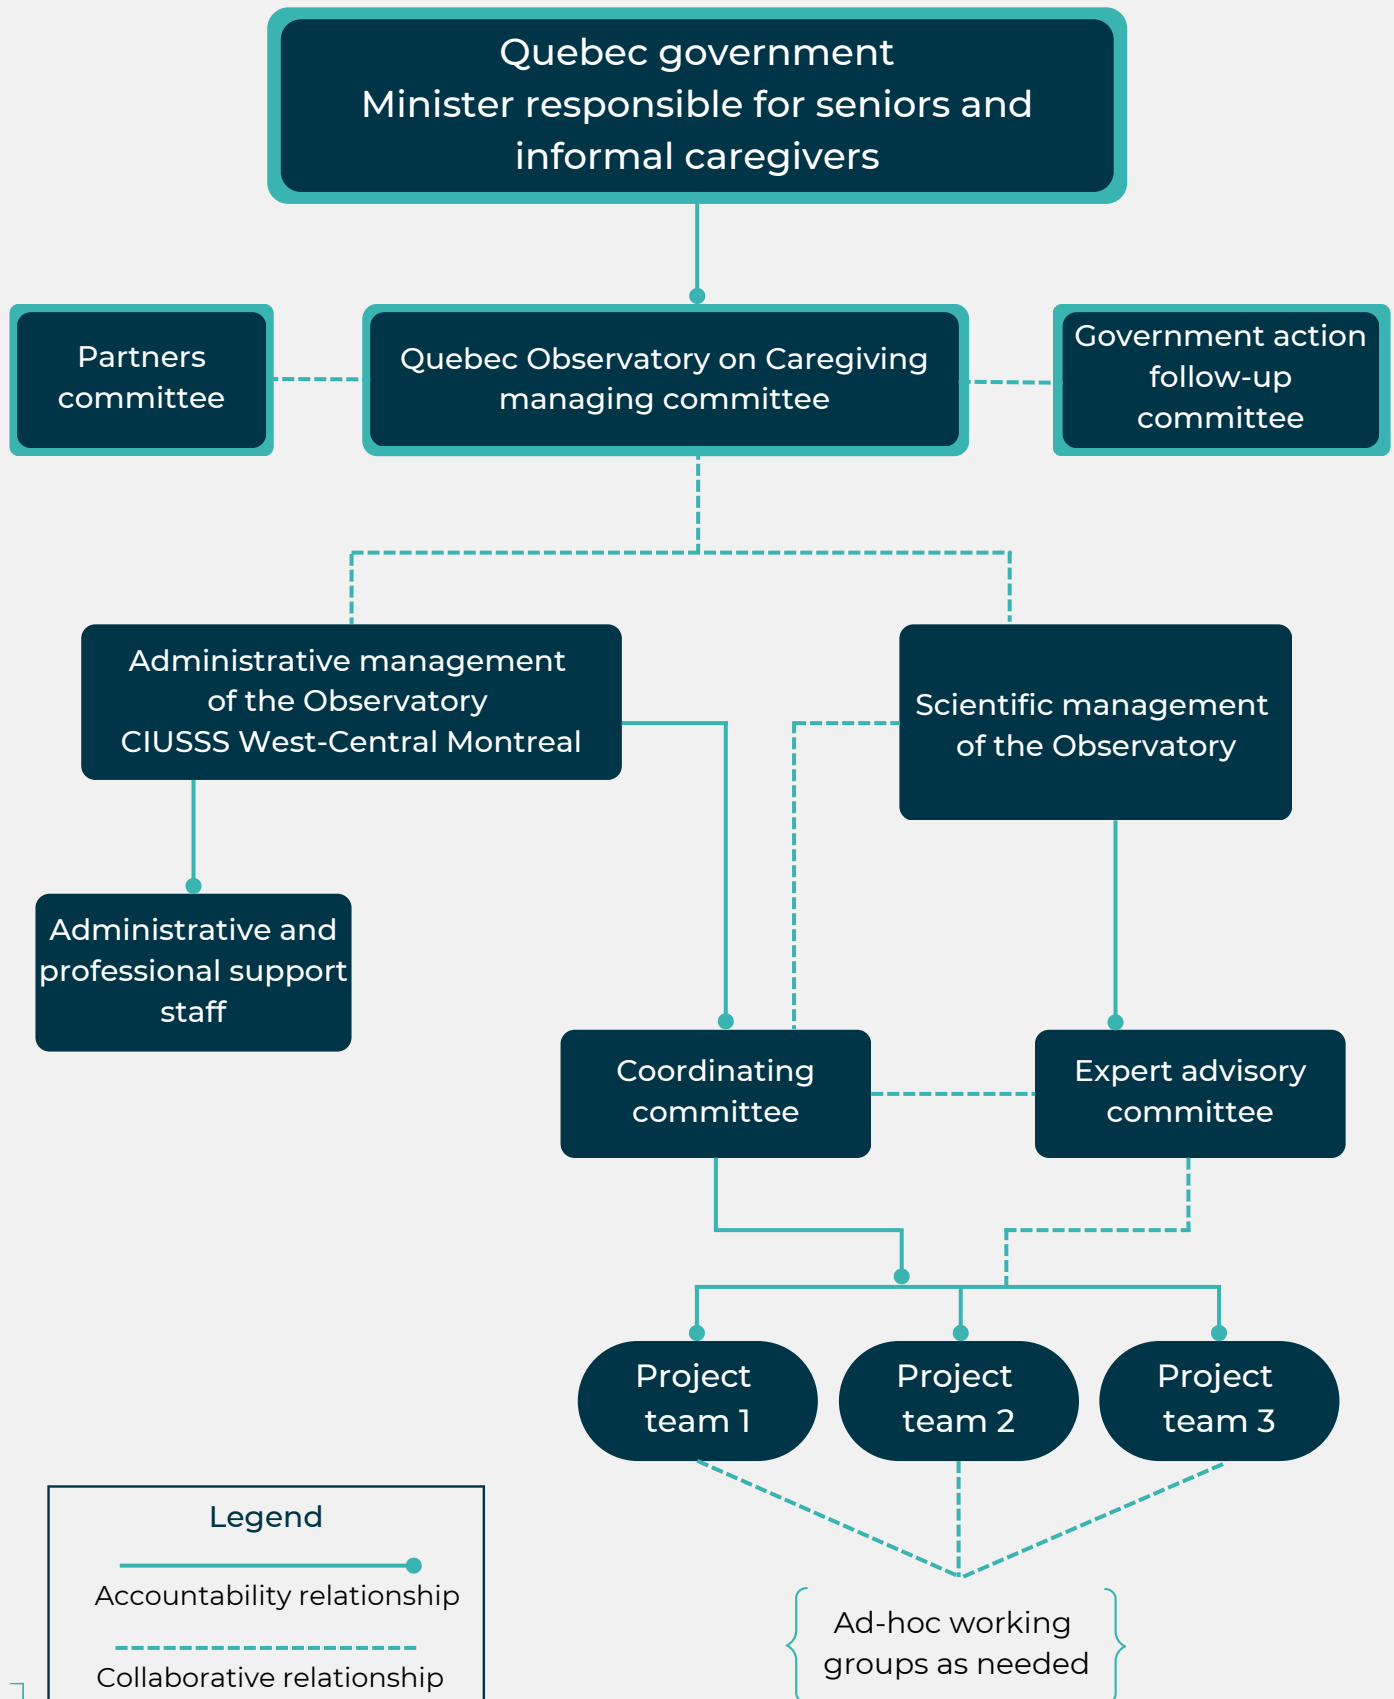 Quebec government
Minister responsible for seniors and
informal caregivers
Partners
committee
Quebec Observatory on Caregiving
managing committee
Government action
follow-up
committee
Administrative management
of the Observatory
CIUSSS West-Central Montreal
Scientific management
of the Observatory
Administrative and
professional support
staff
Coordinating
committee
Expert advisory
committee
Project
team 1
Project
team 2
Project
team 3
Legend
Accountability relationship
Collaborative relationship
Ad-hoc working
groups as needed